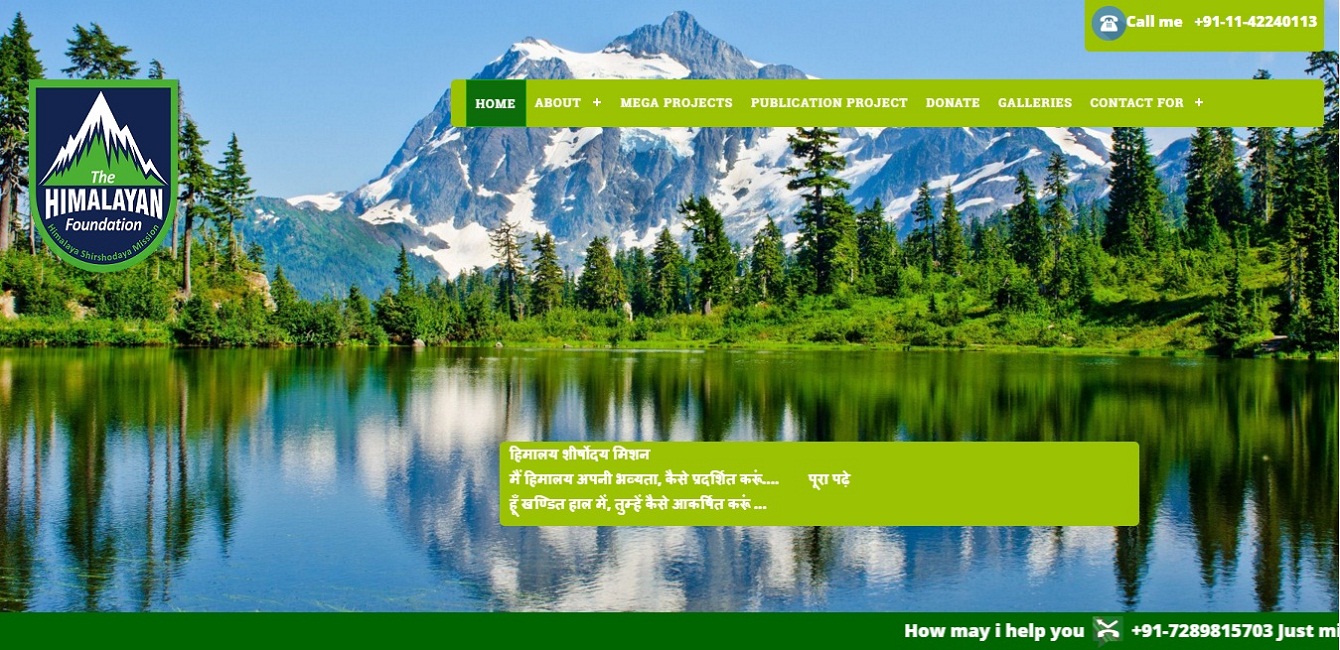 Call me +91-11-42240113
HOME ABOUT + MEGA PROJECTS PUBLICATION PROJECT DONATE GALLERIES CONTACT FOR +
The
HIMALAYAN
Foundation
Himalaya Shirshodaya Mission
हिमालय शीर्षोदय मिशन
मैं हिमालय अपनी भव्यता, कैसे प्रदर्शित करूं.... पूरा पढ़े
हूँ खण्डित हाल में, तुम्हें कैसे आकर्षित करूं ...
How may i help you +91-7289815703 Just mi